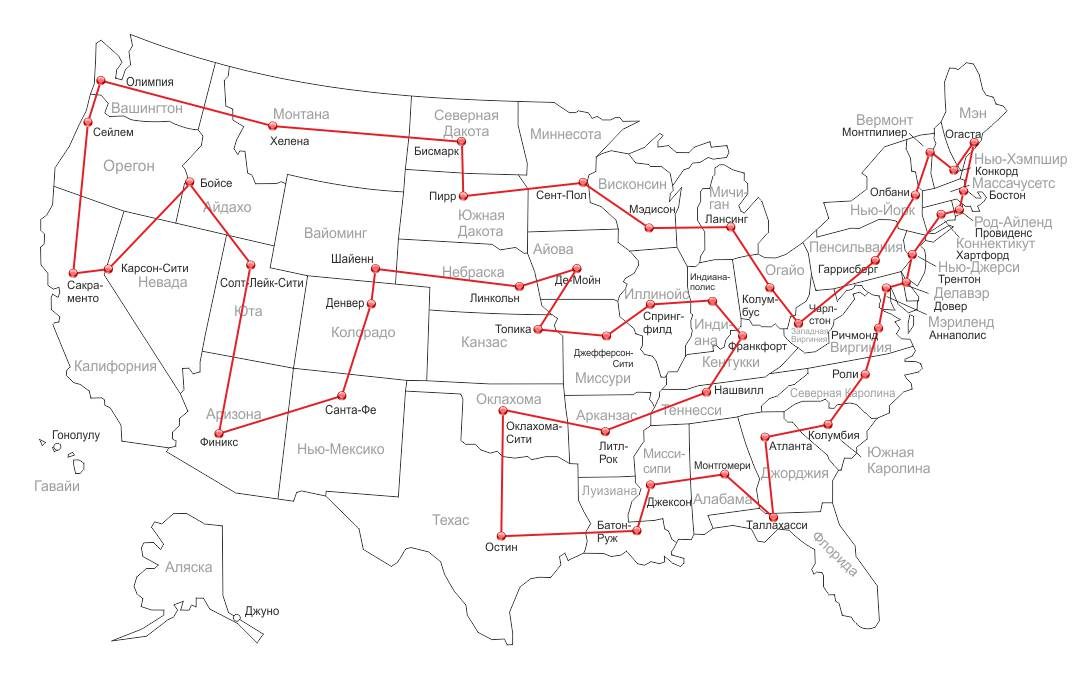 Олимпия
Вашингтон
Сейлем
Орегон
Монтана
Хелена
Северная
Дакота
Бисмарк
Миннесота
Вермонт
Монтпилиер
Мэн
Огаста
Нью-Хэмпшир
Конкорд
Массачусетс
Бостон
Род-Айленд
Провиденс
Коннектикут
Хартфорд
Нью-Джерси
Трентон
Делавэр
Довер
Мэриленд
Аннаполис
Бойсе
Айдахо
Пирр
Южная
Дакота
Сент-Пол
Висконсин
Мэдисон
Мичи-
ган
Лансинг
Олбани
Нью-Йорк
Пенсильвания
Гаррисберг
Вайоминг
Шайенн
Небраска
Линкольн
Айова
Де-Мойн
Иллинойс
Спринг-
филд
Индиана-
полис
Инди-
ана
Огайо
Колум-
бус
Чарл-
стон
Западная
Виргиния
Ричмонд
Виргиния
Сакра-
менто
Карсон-Сити
Невада
Солт-Лейк-Сити
Юта
Денвер
Колорадо
Топика
Канзас
Джефферсон-
Сити
Миссури
Франкфорт
Кентукки
Калифорния
Аризона
Финикс
Санта-Фе
Нью-Мексико
Оклахома
Оклахома-
Сити
Арканзас
Литл-
Рок
Нашвилл
Теннесси
Роли
Северная Каролина
Колумбия
Южная
Каролина
Атланта
Джорджия
Гонолулу
Гавайи
Техас
Остин
Луизиана
Батон-
Руж
Мисси-
сипи
Джексон
Монтгомери
Алабама
Таллахасси
Флорида
Аляска
Джуно